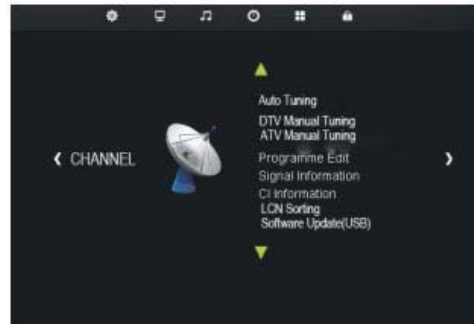 ‹ CHANNEL ›
Auto Tuning
DTV Manual Tuning
ATV Manual Tuning
Programme Edit
Signal Information
CI Information
LCN Sorting
Software Update(USB)